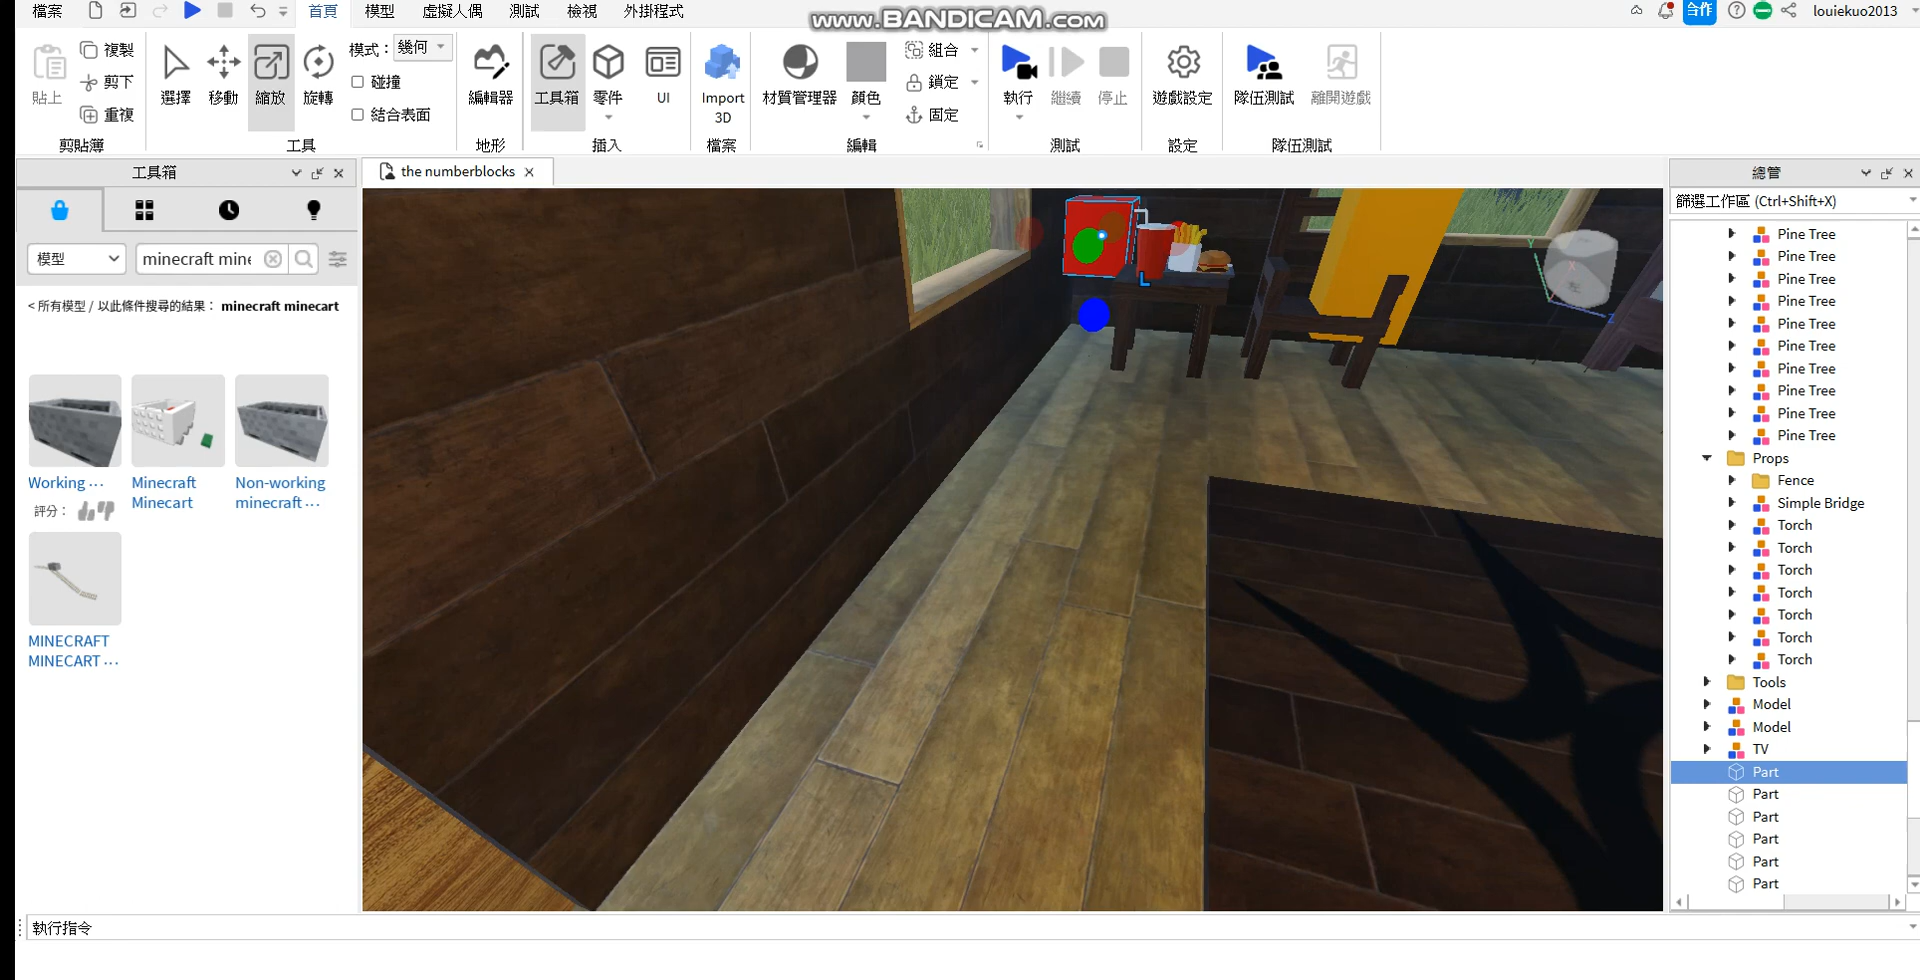 檔案
首頁
模型
虛擬人偶
測試
檢視
外掛程式
www.BANDICAM.com
合作
louiekuo2013
貼上
複製
剪下
重複
剪貼簿
選擇
移動
縮放
旋轉
模式：
幾何
碰撞
結合表面
工具
編輯器
地形
工具箱
零件
UI
插入
Import
3D
檔案
材質管理器
顏色
組合
鎖定
固定
編輯
執行
繼續
停止
測試
遊戲設定
設定
隊伍測試
離開遊戲
隊伍測試
工具箱
模型
minecraft mine
< 所有模型 / 以此條件搜尋的結果： minecraft minecart
Working ...
評分：
Minecraft
Minecart
Non-working
minecraft ...
MINECRAFT
MINECART ...
the numberblocks
Y
X
左
Z
L
總管
篩選工作區 (Ctrl+Shift+X)
Pine Tree
Pine Tree
Pine Tree
Pine Tree
Pine Tree
Pine Tree
Pine Tree
Pine Tree
Pine Tree
Pine Tree
Props
Fence
Simple Bridge
Torch
Torch
Torch
Torch
Torch
Torch
Torch
Tools
Model
Model
TV
Part
Part
Part
Part
Part
Part
執行指令